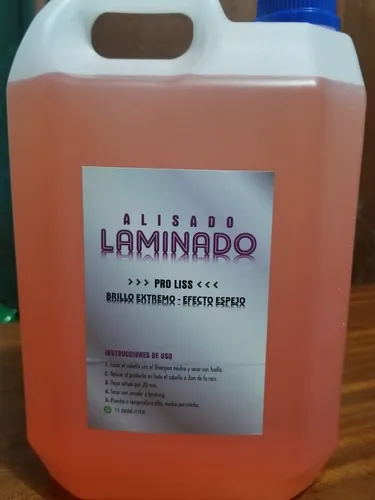 ALISADO
LAMINADO
>>> PRO LISS <<<
BRILLO EXTREMO - EFECTO ESPEJO
INSTRUCCIONES DE USO
1. Lavar el cabello con el Shampoo Neutro y secar con toalla.
2. Aplicar el producto en todo el cabello a 2cm de la raíz.
3. Dejar actuar por 20 min.
4. Secar con secador y brushing.
5. Planchar a temperatura alta, mecha por mecha.